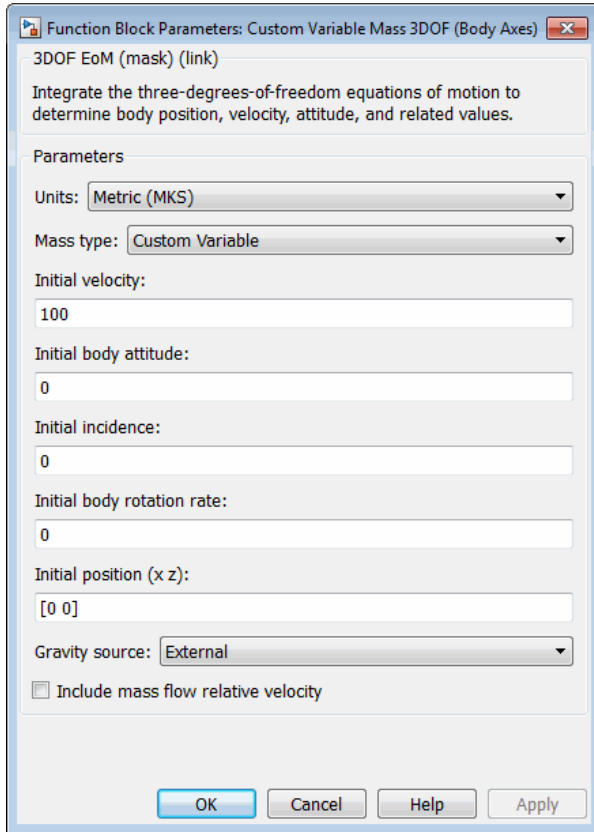 Function Block Parameters: Custom Variable Mass 3DOF (Body Axes)
3DOF EoM (mask) (link)
Integrate the three-degrees-of-freedom equations of motion to
determine body position, velocity, attitude, and related values.
Parameters
Units: Metric (MKS)
Mass type: Custom Variable
Initial velocity:
100
Initial body attitude:
0
Initial incidence:
0
Initial body rotation rate:
0
Initial position (x z):
[0 0]
Gravity source: External
Include mass flow relative velocity
OK Cancel Help Apply